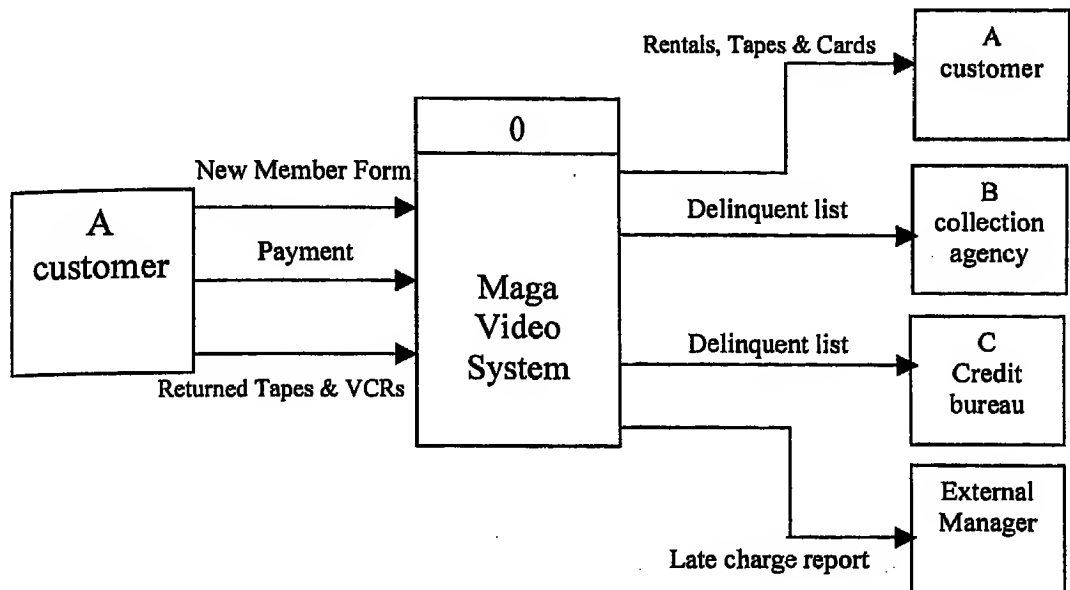 A
customer
New Member Form
Payment
Returned Tapes & VCRs
0
Maga
Video
System
Rentals, Tapes & Cards
A
customer
Delinquent list
B
collection
agency
Delinquent list
C
Credit
bureau
Late charge report
External
Manager